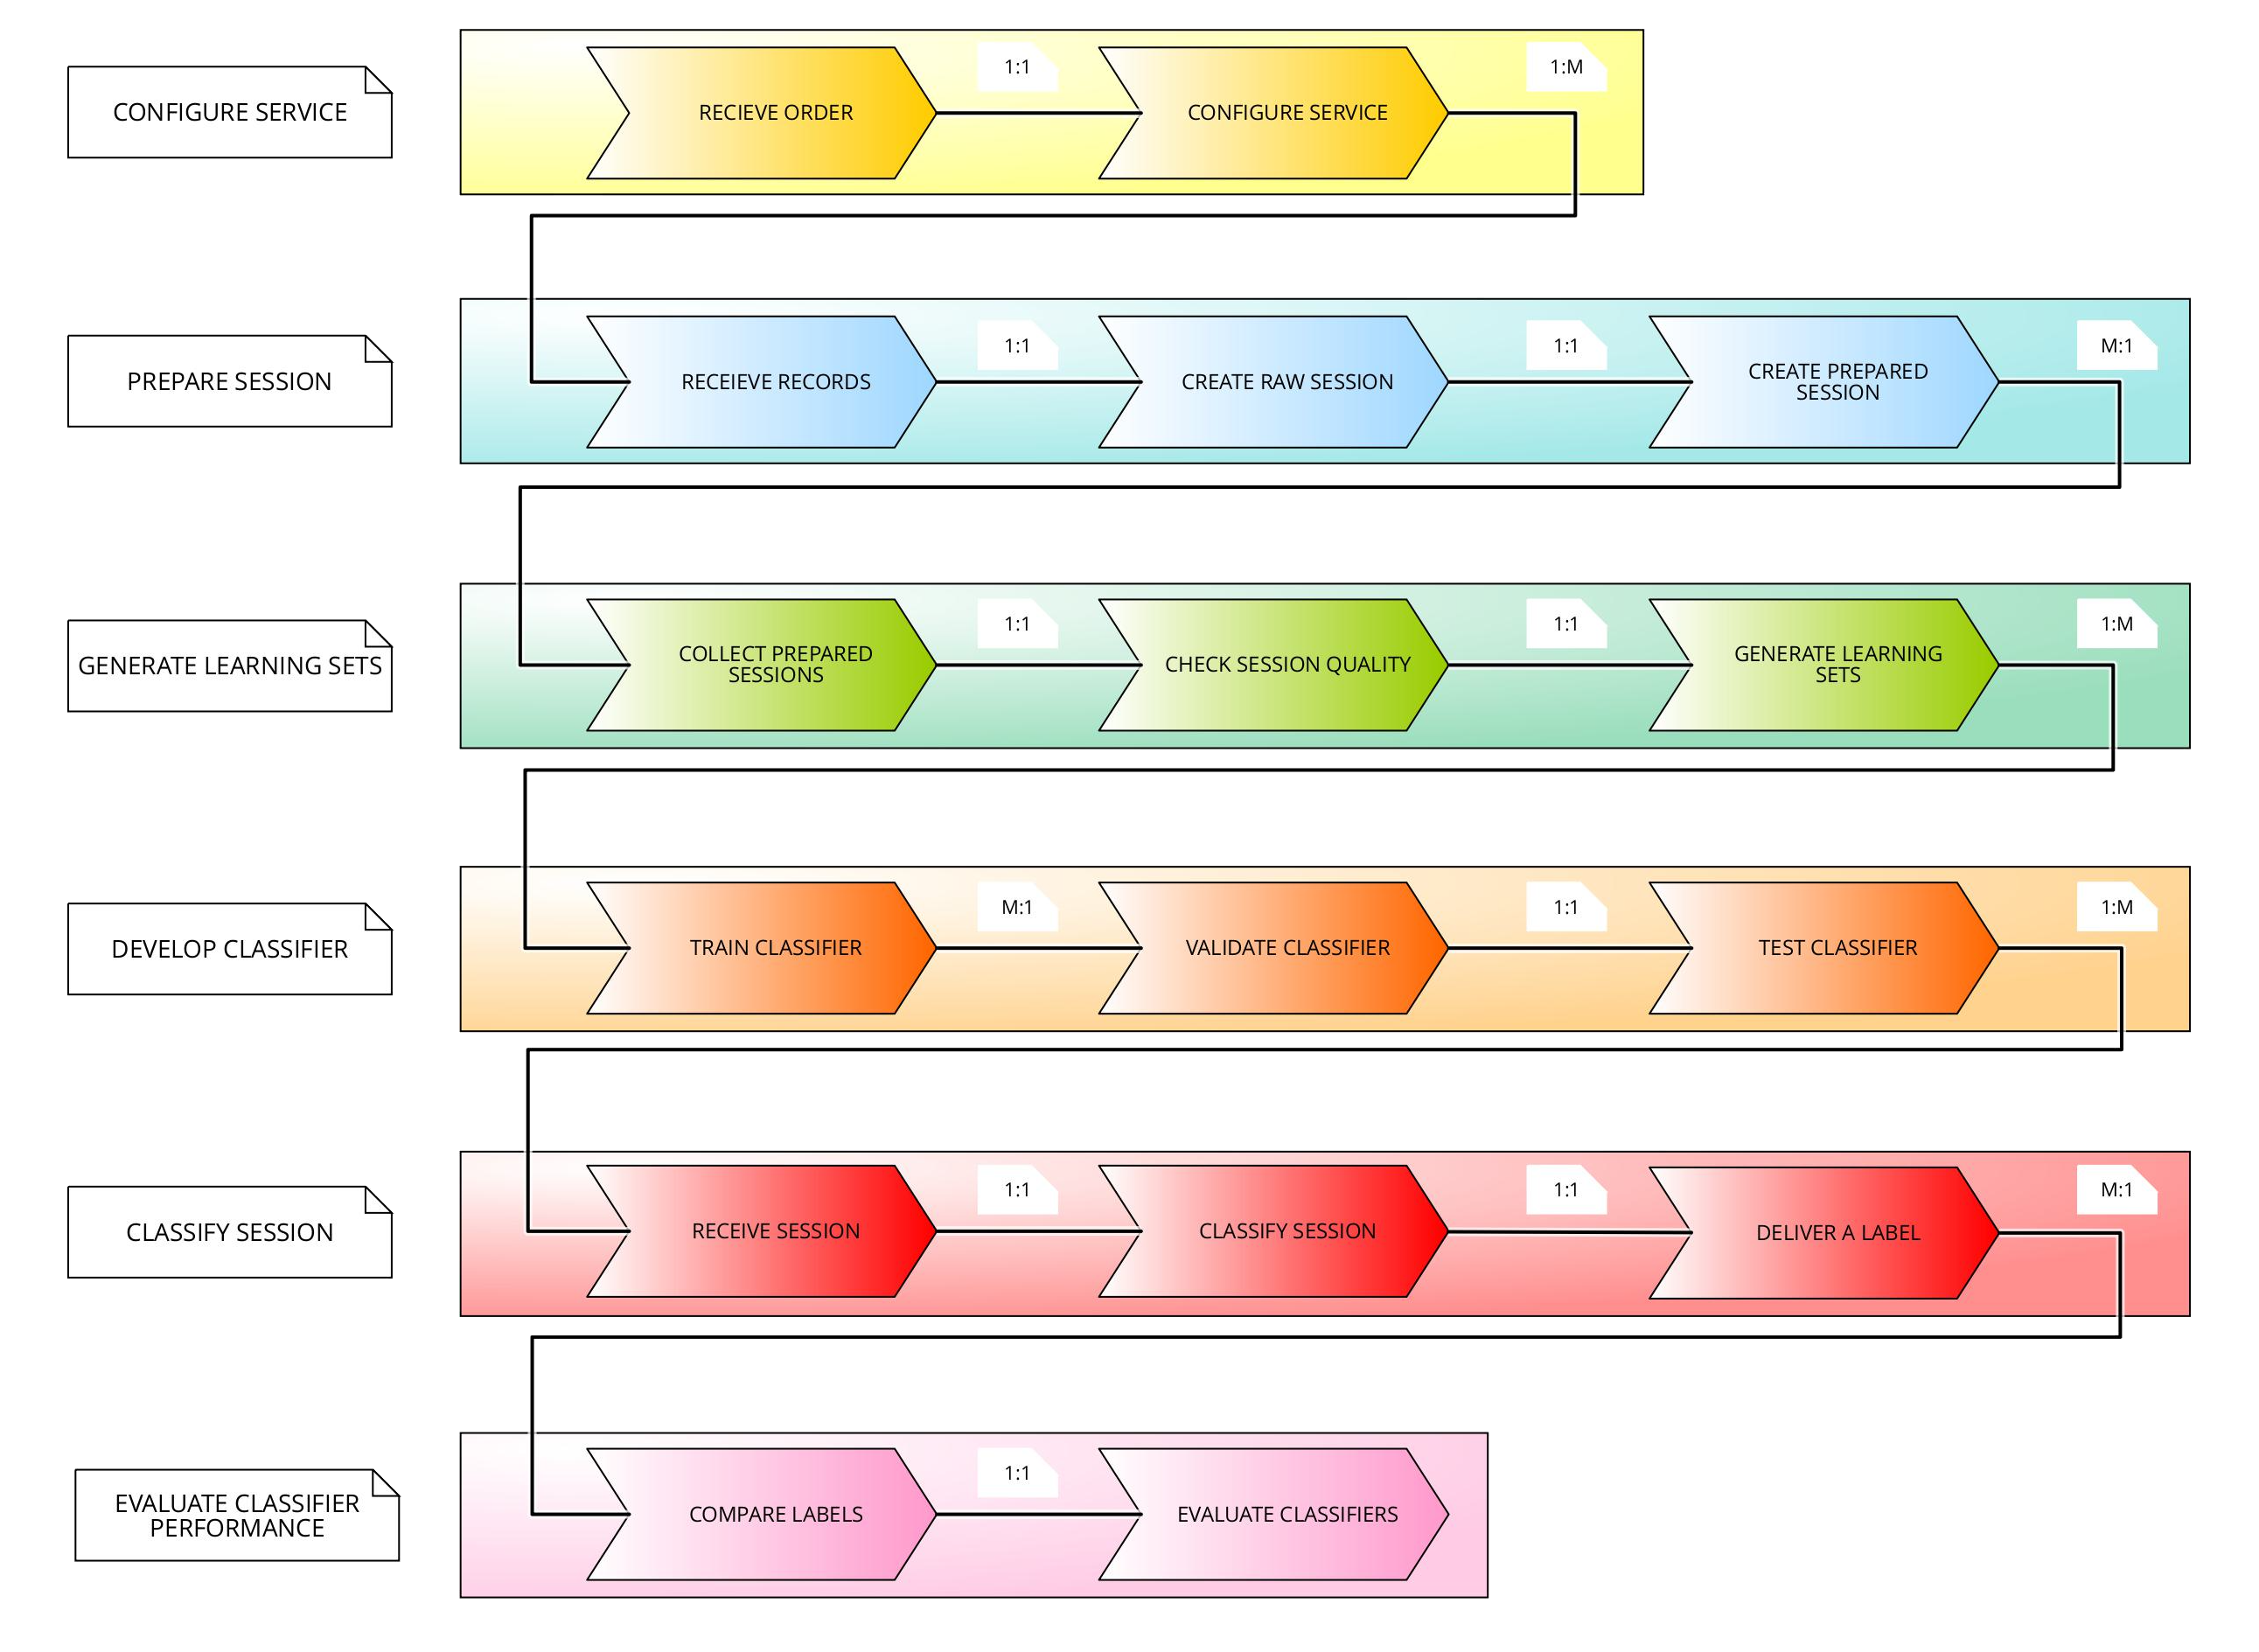 CONFIGURE SERVICE
RECIEVE ORDER
1:1
CONFIGURE SERVICE
1:M
PREPARE SESSION
RECEIEVE RECORDS
1:1
CREATE RAW SESSION
1:1
CREATE PREPARED
SESSION
M:1
GENERATE LEARNING SETS
COLLECT PREPARED
SESSIONS
1:1
CHECK SESSION QUALITY
1:1
GENERATE LEARNING
SETS
1:M
DEVELOP CLASSIFIER
TRAIN CLASSIFIER
M:1
VALIDATE CLASSIFIER
1:1
TEST CLASSIFIER
1:M
CLASSIFY SESSION
RECEIVE SESSION
1:1
CLASSIFY SESSION
1:1
DELIVER A LABEL
M:1
EVALUATE CLASSIFIER
PERFORMANCE
COMPARE LABELS
1:1
EVALUATE CLASSIFIERS